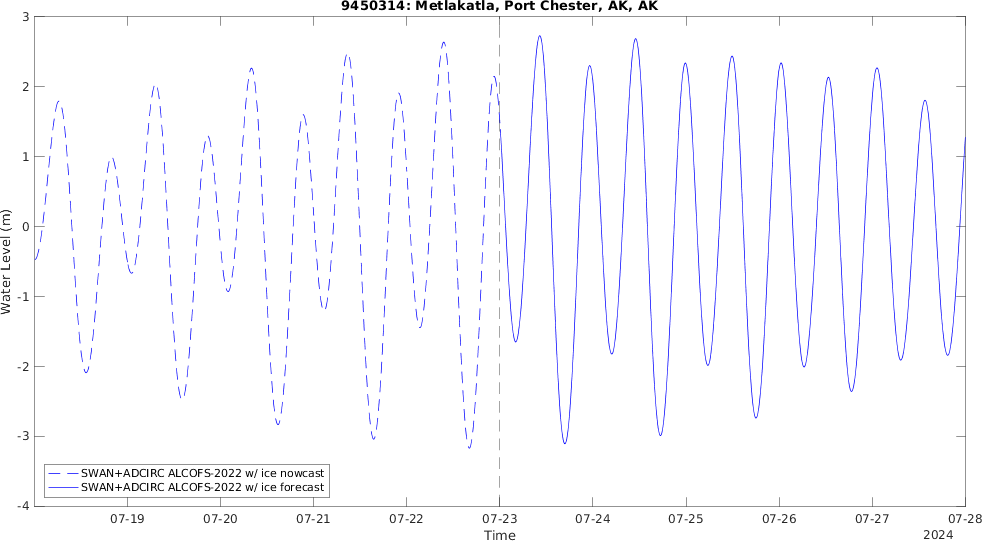 9450314: Metlakatla, Port Chester, AK, AK
3
2
1
0
-1
-2
-3
-4
Water Level (m)
SWAN+ADCIRC ALCOFS-2022 w/ ice nowcast
SWAN+ADCIRC ALCOFS-2022 w/ ice forecast
07-19 07-20 07-21 07-22 07-23 07-24 07-25 07-26 07-27 07-28
Time
2024